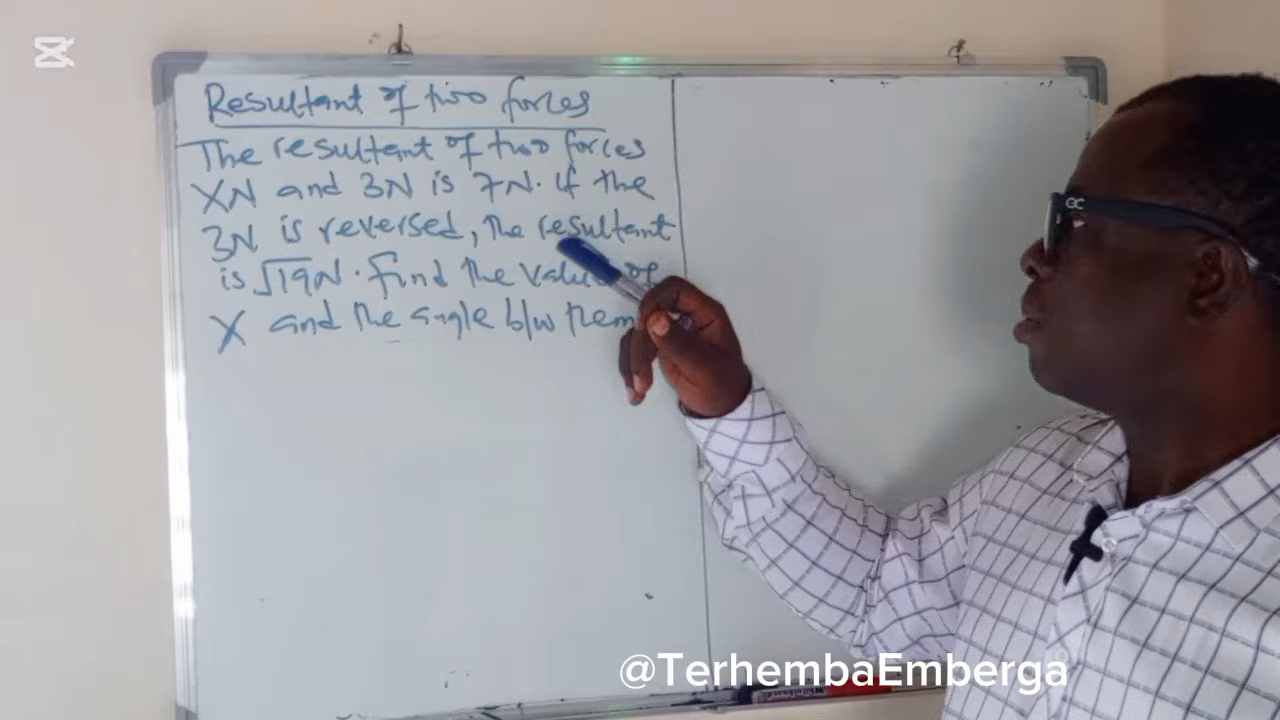 Resultant of two forces
The resultant of two forces
XN and 3N is 7N. If the
3N is reversed, the resultant
is √19N. Find the value of
X and the angle b/w them
GC
@TerhembaEmberga